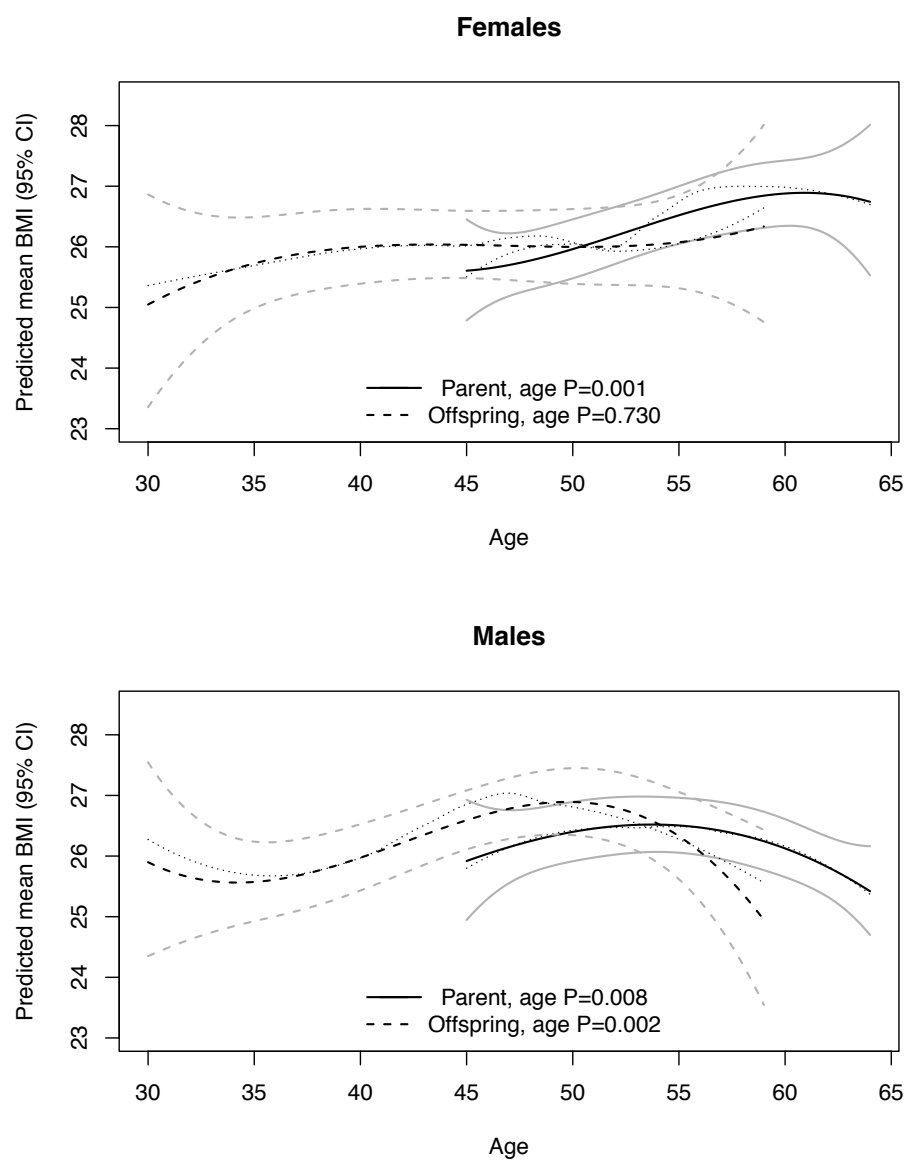 Females
Predicted mean BMI (95% CI)
28
27
26
25
24
23
Parent, age P=0.001
Offspring, age P=0.730
30 35 40 45 50 55 60 65
Age
Males
Predicted mean BMI (95% CI)
28
27
26
25
24
23
Parent, age P=0.008
Offspring, age P=0.002
30 35 40 45 50 55 60 65
Age